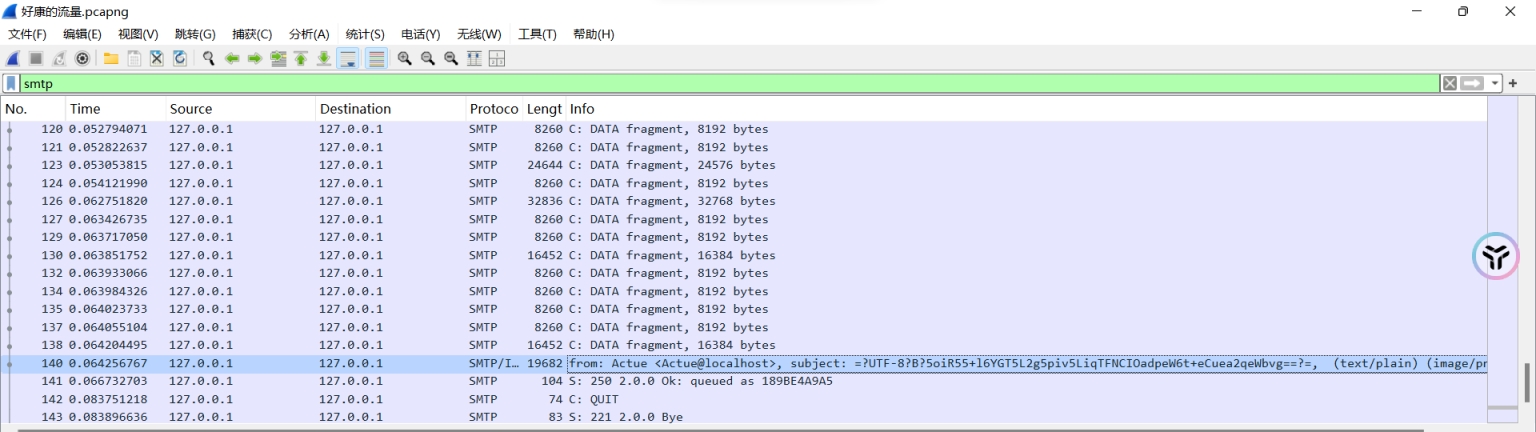 好康的流量.pcapng
文件(F) 编辑(E) 视图(V) 跳转(G) 捕获(C) 分析(A) 统计(S) 电话(Y) 无线(W) 工具(T) 帮助(H)
smtp
No. Time Source Destination Protoco Lengt Info
120 0.052794071 127.0.0.1 127.0.0.1 SMTP 8260 C: DATA fragment, 8192 bytes
121 0.052822637 127.0.0.1 127.0.0.1 SMTP 8260 C: DATA fragment, 8192 bytes
123 0.053053815 127.0.0.1 127.0.0.1 SMTP 24644 C: DATA fragment, 24576 bytes
124 0.054121990 127.0.0.1 127.0.0.1 SMTP 8260 C: DATA fragment, 8192 bytes
126 0.062751820 127.0.0.1 127.0.0.1 SMTP 32836 C: DATA fragment, 32768 bytes
127 0.063426735 127.0.0.1 127.0.0.1 SMTP 8260 C: DATA fragment, 8192 bytes
129 0.063717050 127.0.0.1 127.0.0.1 SMTP 8260 C: DATA fragment, 8192 bytes
130 0.063851752 127.0.0.1 127.0.0.1 SMTP 16452 C: DATA fragment, 16384 bytes
132 0.063933066 127.0.0.1 127.0.0.1 SMTP 8260 C: DATA fragment, 8192 bytes
134 0.063984326 127.0.0.1 127.0.0.1 SMTP 8260 C: DATA fragment, 8192 bytes
135 0.064023733 127.0.0.1 127.0.0.1 SMTP 8260 C: DATA fragment, 8192 bytes
137 0.064055104 127.0.0.1 127.0.0.1 SMTP 8260 C: DATA fragment, 8192 bytes
138 0.064204495 127.0.0.1 127.0.0.1 SMTP 16452 C: DATA fragment, 16384 bytes
140 0.064256767 127.0.0.1 127.0.0.1 SMTP/I… 19682 from: Actue <Actue@localhost>, subject: =?UTF-8?B?5oiR55+l6YGT5L2g5piv5LiqTFNCIOadpeW6t+eCuea2qeWbvg==?=, (text/plain) (image/pn
141 0.066732703 127.0.0.1 127.0.0.1 SMTP 104 S: 250 2.0.0 Ok: queued as 189BE4A9A5
142 0.083751218 127.0.0.1 127.0.0.1 SMTP 74 C: QUIT
143 0.083896636 127.0.0.1 127.0.0.1 SMTP 83 S: 221 2.0.0 Bye